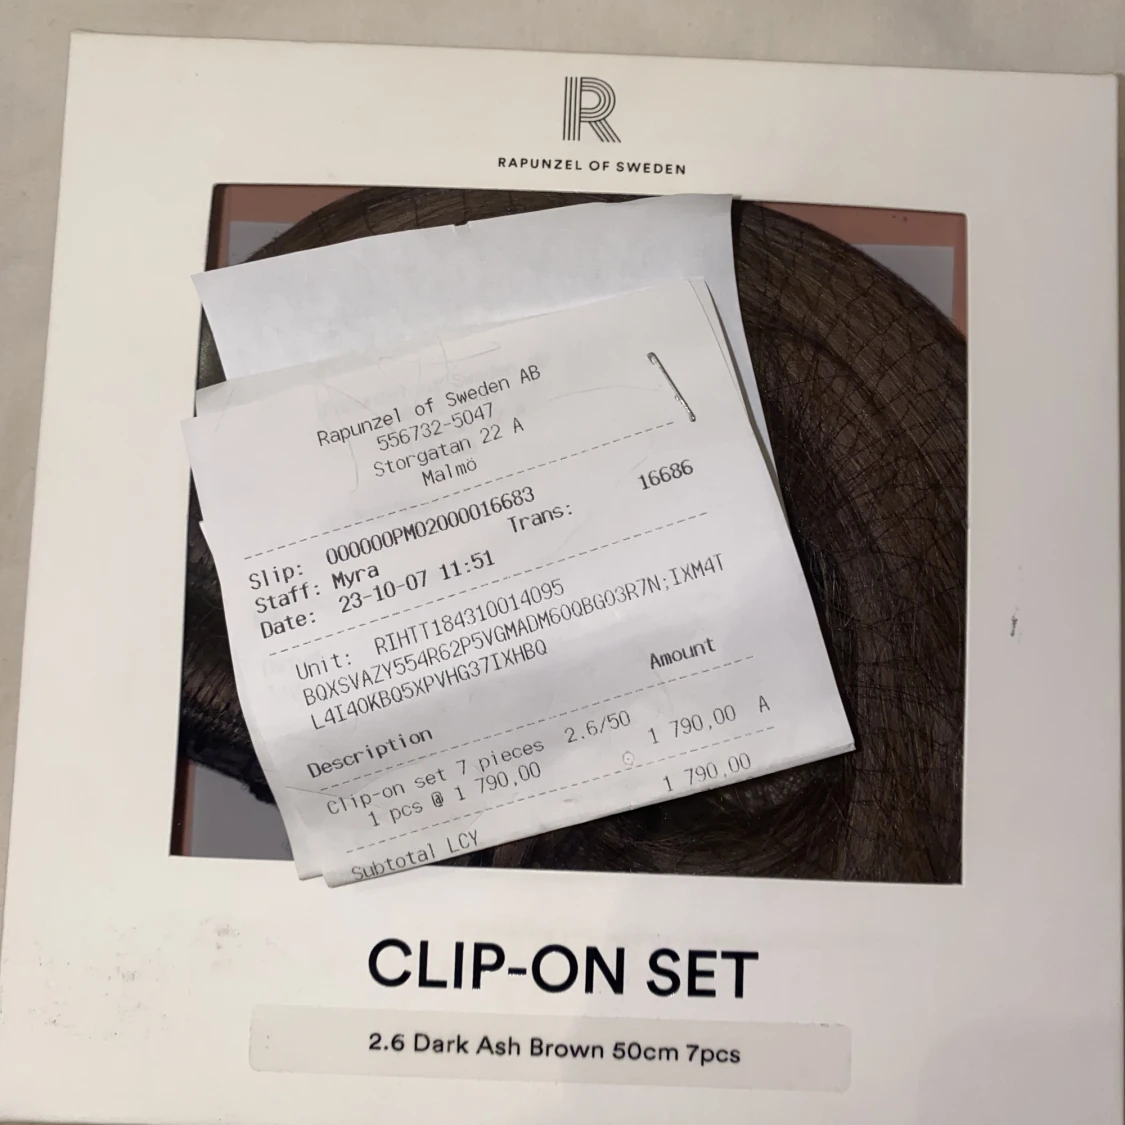 R
RAPUNZEL OF SWEDEN
Rapunzel of Sweden AB
556732-5047
Storgatan 22 A
Malmö
Slip: 000000PM02000016683
Staff: Myra Trans: 16686
Date: 23-10-07 11:51
Unit: RIHTT184310014095
BQXSVAZY554R62P5VGMADM6OQBGO3R7N;IXM4T
L4I4OKBQ5XPVHG37IXHBQ
Description Amount
Clip-on set 7 pieces 2.6/50
1 pcs @ 1 790,00 1 790,00 A
Subtotal LCY 1 790,00
CLIP-ON SET
2.6 Dark Ash Brown 50cm 7pcs